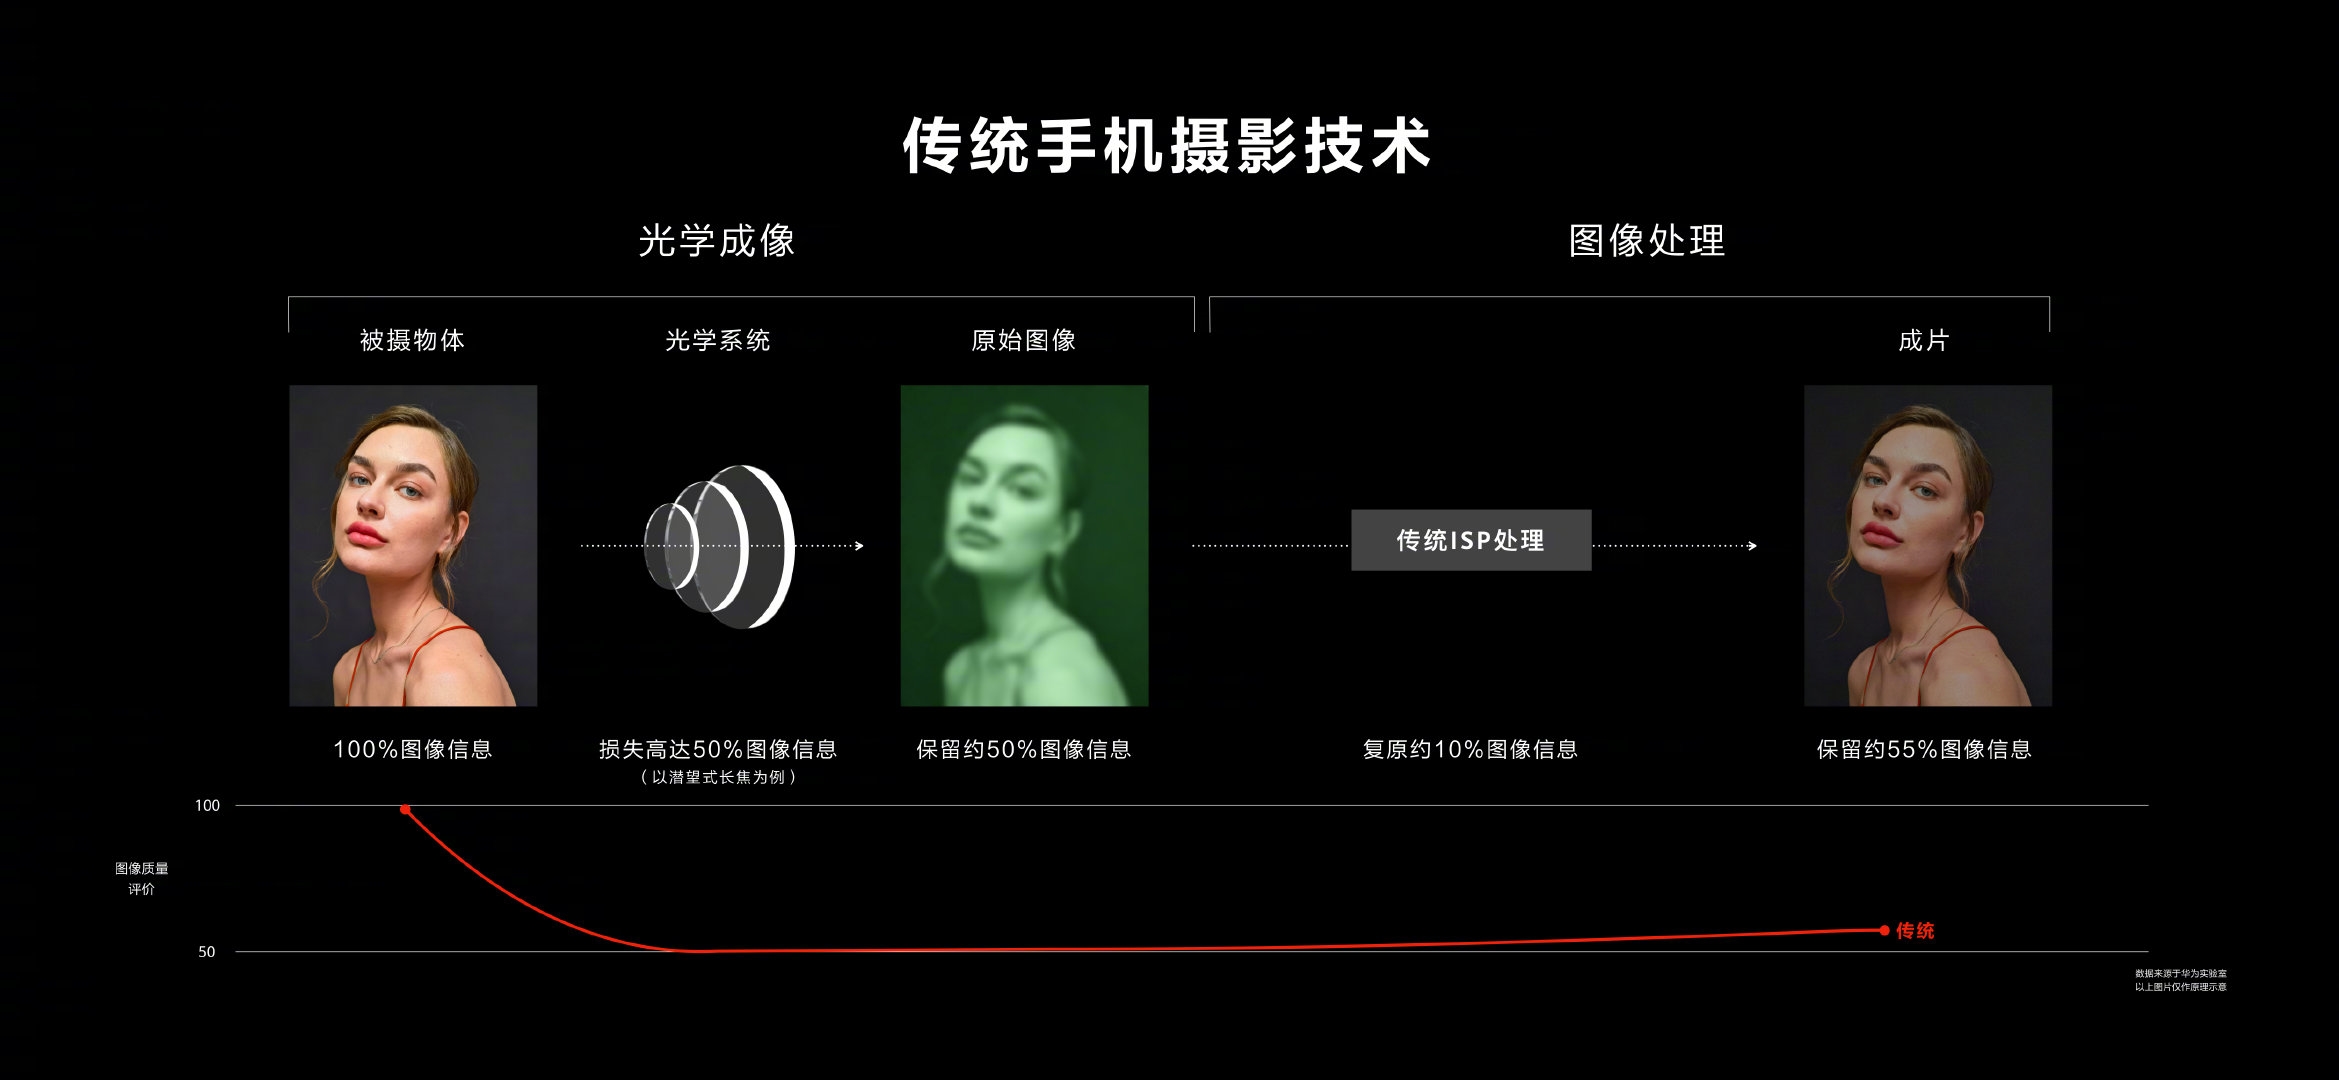 传统手机摄影技术
光学成像
图像处理
被摄物体
光学系统
原始图像
成片
传统ISP处理
100%图像信息
损失高达50%图像信息
（以潜望式长焦为例）
保留约50%图像信息
复原约10%图像信息
保留约55%图像信息
100
图像质量
评价
50
传统
数据来源于华为实验室
以上图片仅作原理示意